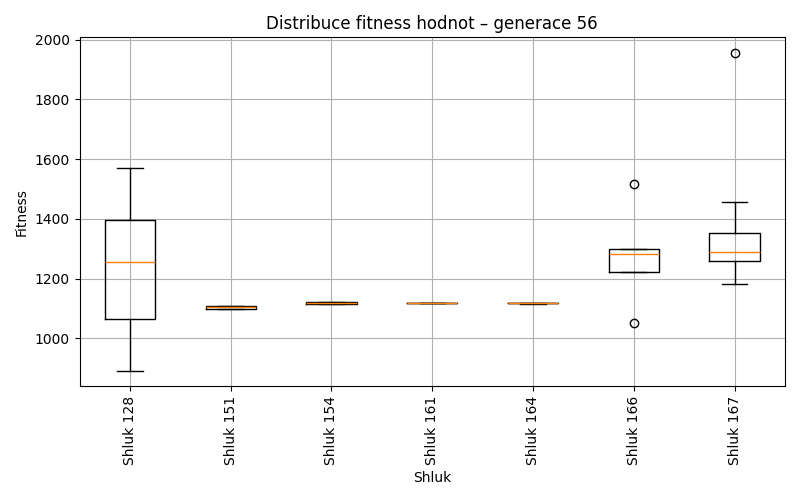 Distribuce fitness hodnot – generace 56
2000
1800
1600
1400
1200
1000
Fitness
Shluk 128
Shluk 151
Shluk 154
Shluk 161
Shluk 164
Shluk 166
Shluk 167
Shluk